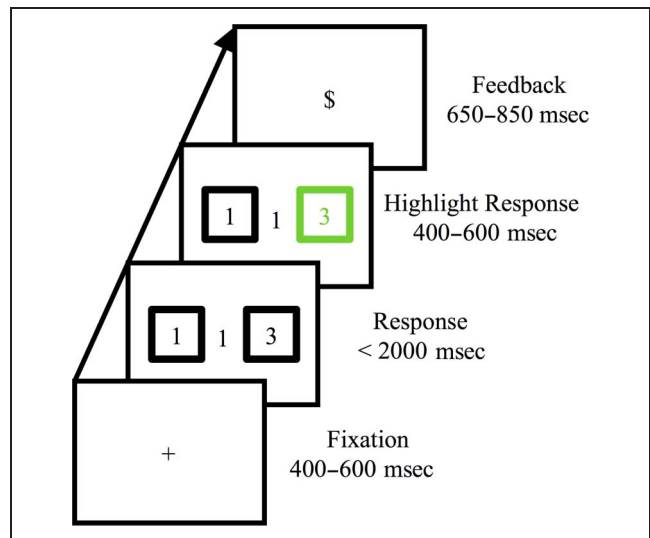 $
Feedback
650–850 msec
1 1 3
Highlight Response
400–600 msec
1 1 3
Response
< 2000 msec
+
Fixation
400–600 msec